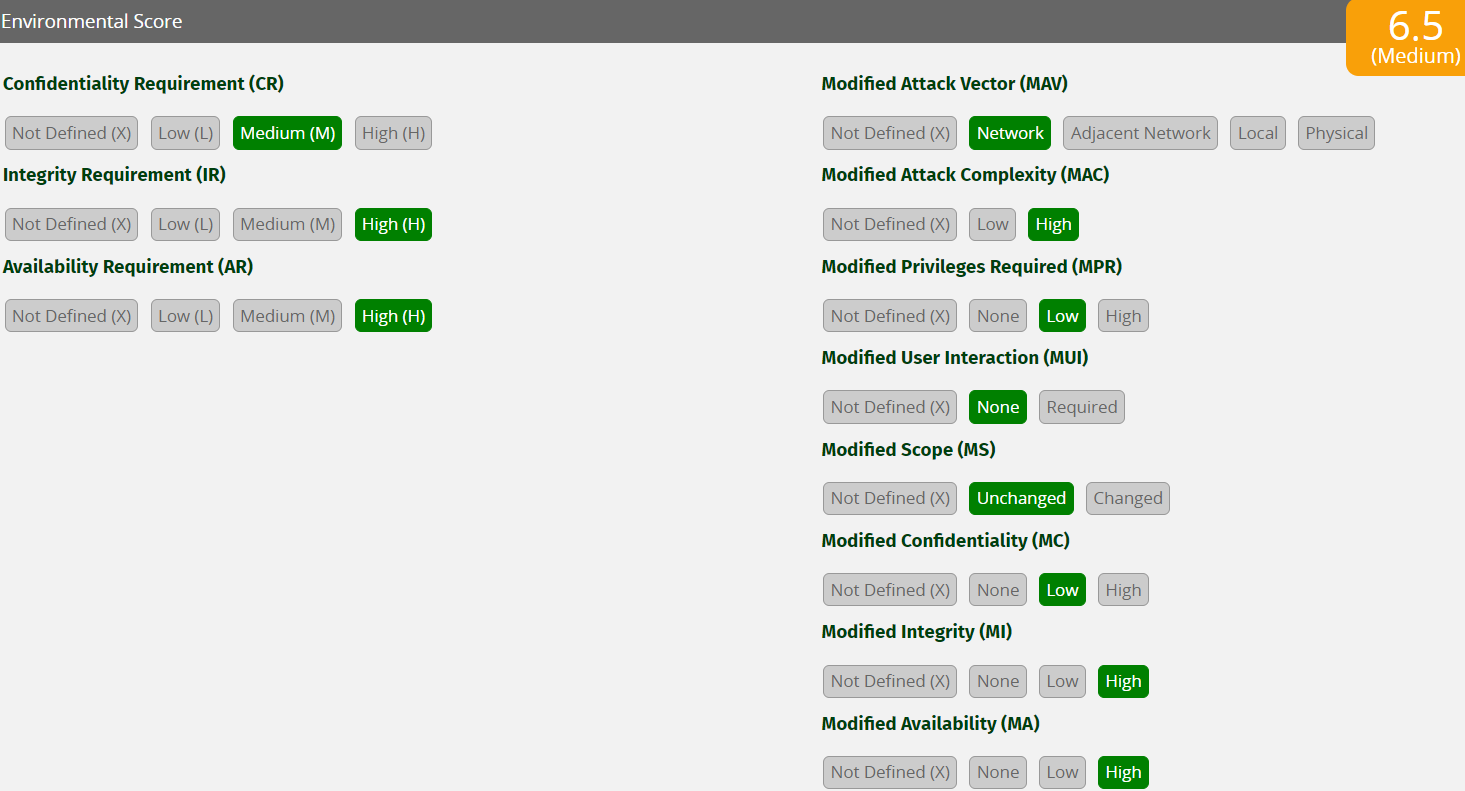 Environmental Score
6.5
(Medium)
Confidentiality Requirement (CR)
Not Defined (X) Low (L) Medium (M) High (H)
Integrity Requirement (IR)
Not Defined (X) Low (L) Medium (M) High (H)
Availability Requirement (AR)
Not Defined (X) Low (L) Medium (M) High (H)
Modified Attack Vector (MAV)
Not Defined (X) Network Adjacent Network Local Physical
Modified Attack Complexity (MAC)
Not Defined (X) Low High
Modified Privileges Required (MPR)
Not Defined (X) None Low High
Modified User Interaction (MUI)
Not Defined (X) None Required
Modified Scope (MS)
Not Defined (X) Unchanged Changed
Modified Confidentiality (MC)
Not Defined (X) None Low High
Modified Integrity (MI)
Not Defined (X) None Low High
Modified Availability (MA)
Not Defined (X) None Low High